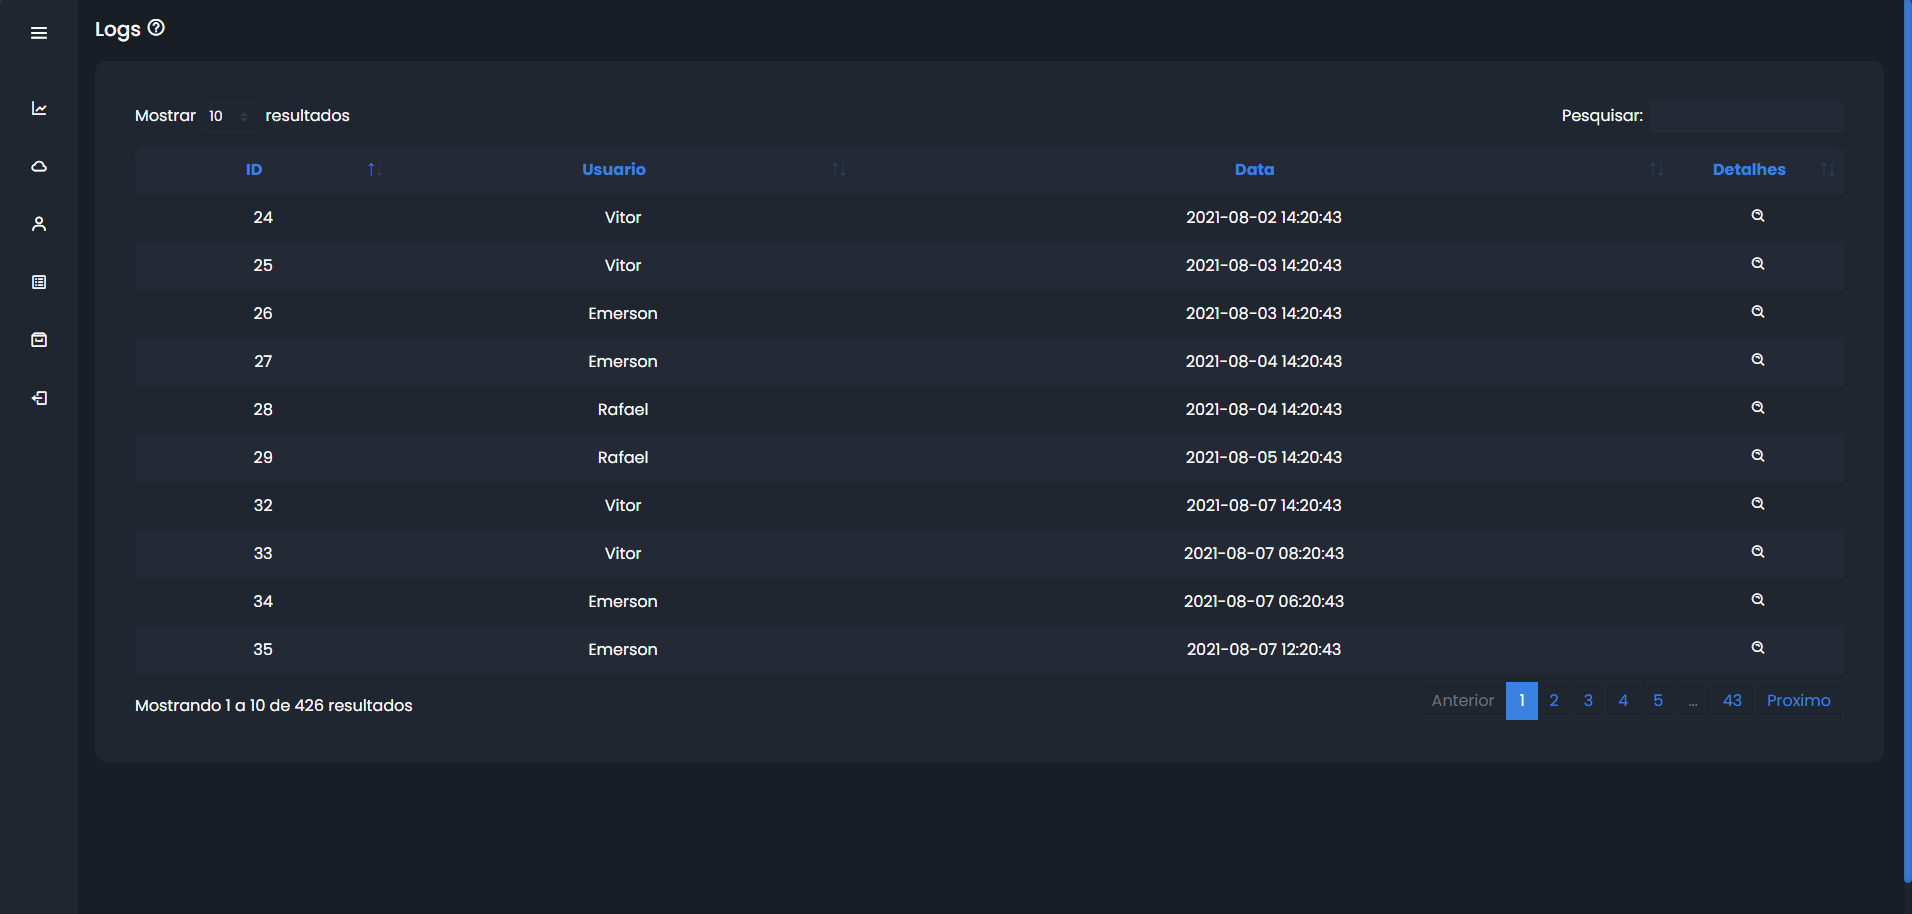 Logs
Mostrar 10 resultados Pesquisar:
ID Usuario Data Detalhes
24 Vitor 2021-08-02 14:20:43
25 Vitor 2021-08-03 14:20:43
26 Emerson 2021-08-03 14:20:43
27 Emerson 2021-08-04 14:20:43
28 Rafael 2021-08-04 14:20:43
29 Rafael 2021-08-05 14:20:43
32 Vitor 2021-08-07 14:20:43
33 Vitor 2021-08-07 08:20:43
34 Emerson 2021-08-07 06:20:43
35 Emerson 2021-08-07 12:20:43
Mostrando 1 a 10 de 426 resultados Anterior 1 2 3 4 5 ... 43 Proximo